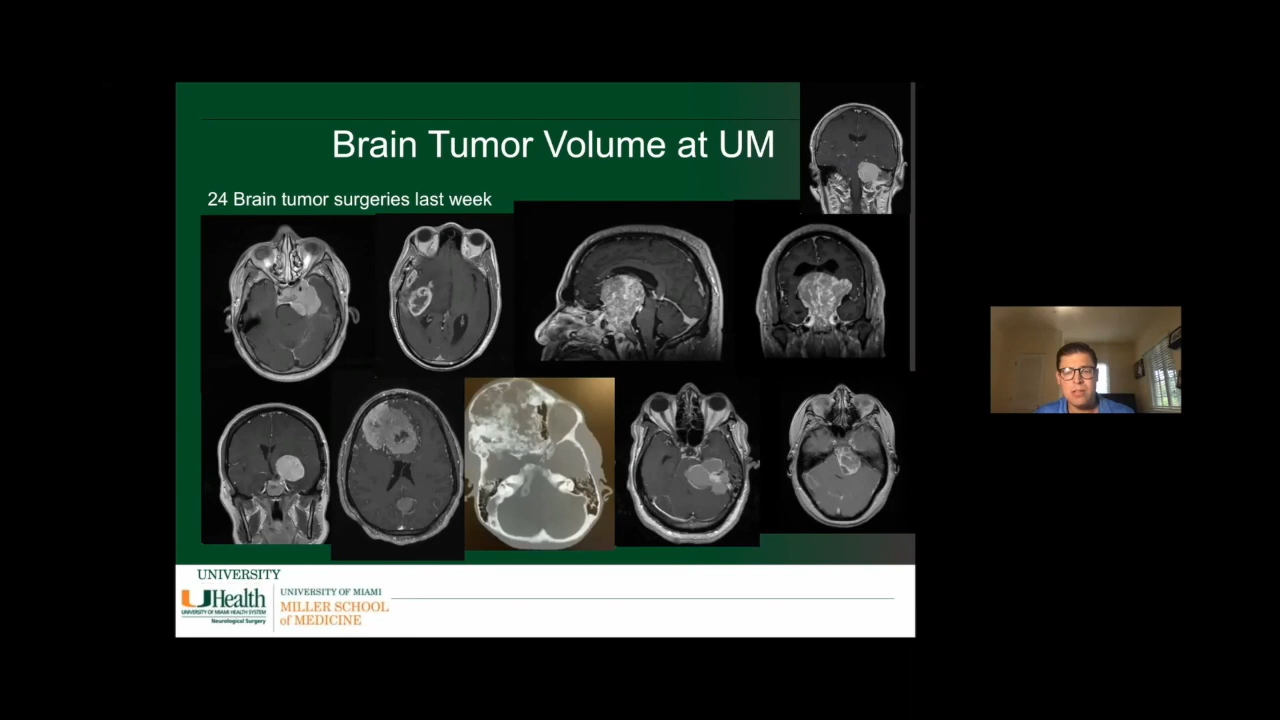 Brain Tumor Volume at UM
24 Brain tumor surgeries last week
UNIVERSITY
UHealth
UNIVERSITY OF MIAMI HEALTH SYSTEM
Neurological Surgery
UNIVERSITY OF MIAMI
MILLER SCHOOL
of MEDICINE